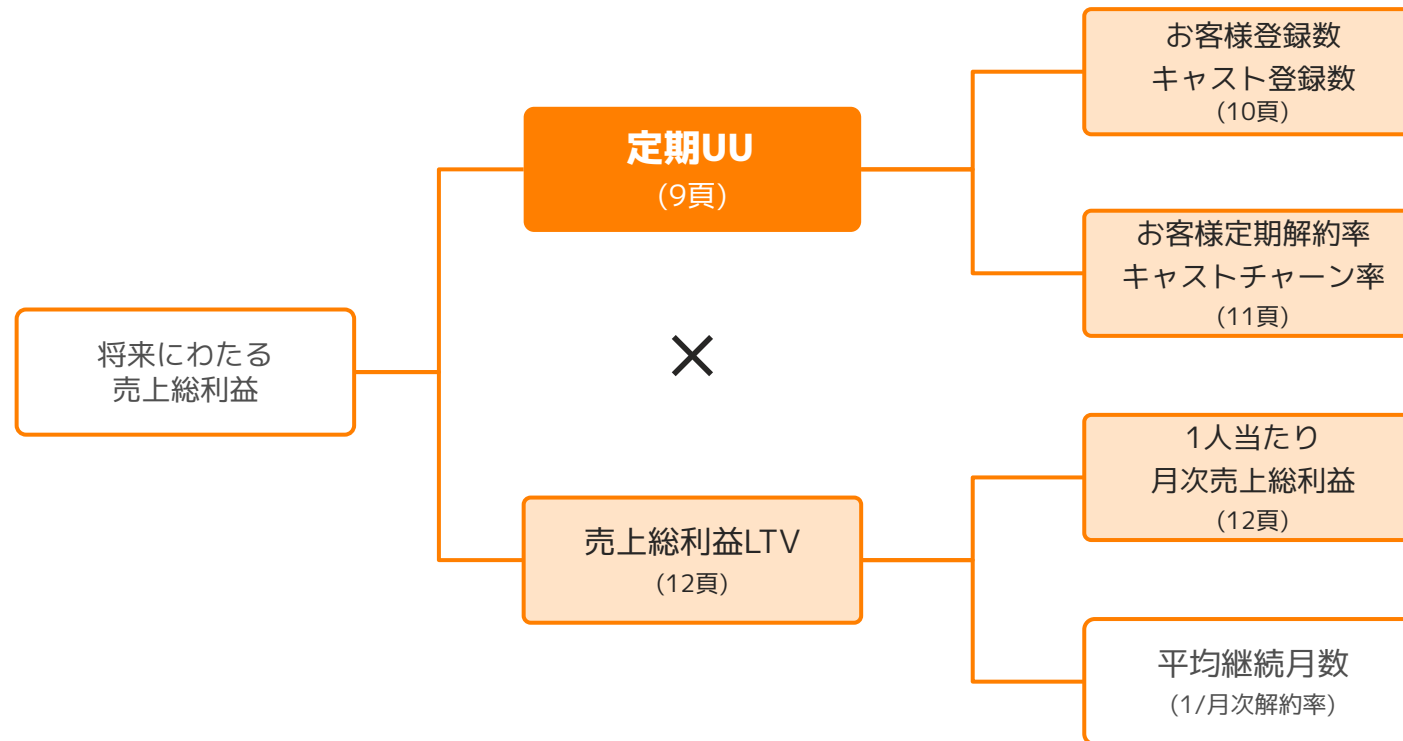 将来にわたる
売上総利益
定期UU
(9頁)
×
売上総利益LTV
(12頁)
お客様登録数
キャスト登録数
(10頁)
お客様定期解約率
キャストチャーン率
(11頁)
1人当たり
月次売上総利益
(12頁)
平均継続月数
(1/月次解約率)